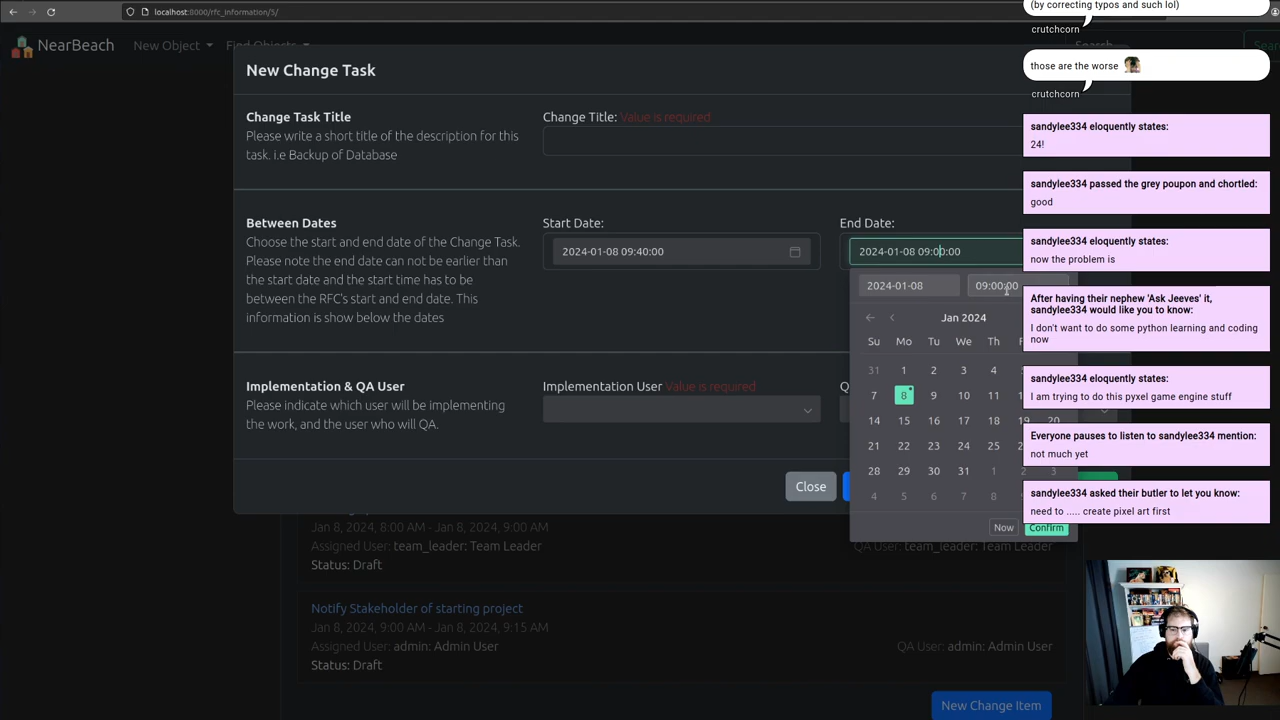 localhost:8000/rfc_information/5/
NearBeach
New Object
Find Objects
Search
Sear
New Change Task
Change Task Title
Please write a short title of the description for this
task. i.e Backup of Database
Change Title: Value is required
Between Dates
Choose the start and end date of the Change Task.
Please note the end date can not be earlier than
the start date and the start time has to be
between the RFC's start and end date. This
information is show below the dates
Start Date:
2024-01-08 09:40:00
End Date:
2024-01-08 09:00:00
2024-01-08
09:00:00
Jan 2024
Su Mo Tu We Th F
31 1 2 3 4
7 8 9 10 11
14 15 16 17 18 19 20
21 22 23 24 25
28 29 30 31 1 2 3
4 5 6 7 8
Now
Confirm
Implementation & QA User
Please indicate which user will be implementing
the work, and the user who will QA.
Implementation User Value is required
Q
Close
Jan 8, 2024, 8:00 AM - Jan 8, 2024, 9:00 AM
Assigned User: team_leader: Team Leader
QA User: team_leader: Team Leader
Status: Draft
Notify Stakeholder of starting project
Jan 8, 2024, 9:00 AM - Jan 8, 2024, 9:15 AM
Assigned User: admin: Admin User
QA User: admin: Admin User
Status: Draft
New Change Item
(by correcting typos and such lol)
crutchcorn
those are the worse
crutchcorn
sandylee334 eloquently states:
24!
sandylee334 passed the grey poupon and chortled:
good
sandylee334 eloquently states:
now the problem is
After having their nephew 'Ask Jeeves' it,
sandylee334 would like you to know:
I don't want to do some python learning and coding
now
sandylee334 eloquently states:
I am trying to do this pyxel game engine stuff
Everyone pauses to listen to sandylee334 mention:
not much yet
sandylee334 asked their butler to let you know:
need to ..... create pixel art first